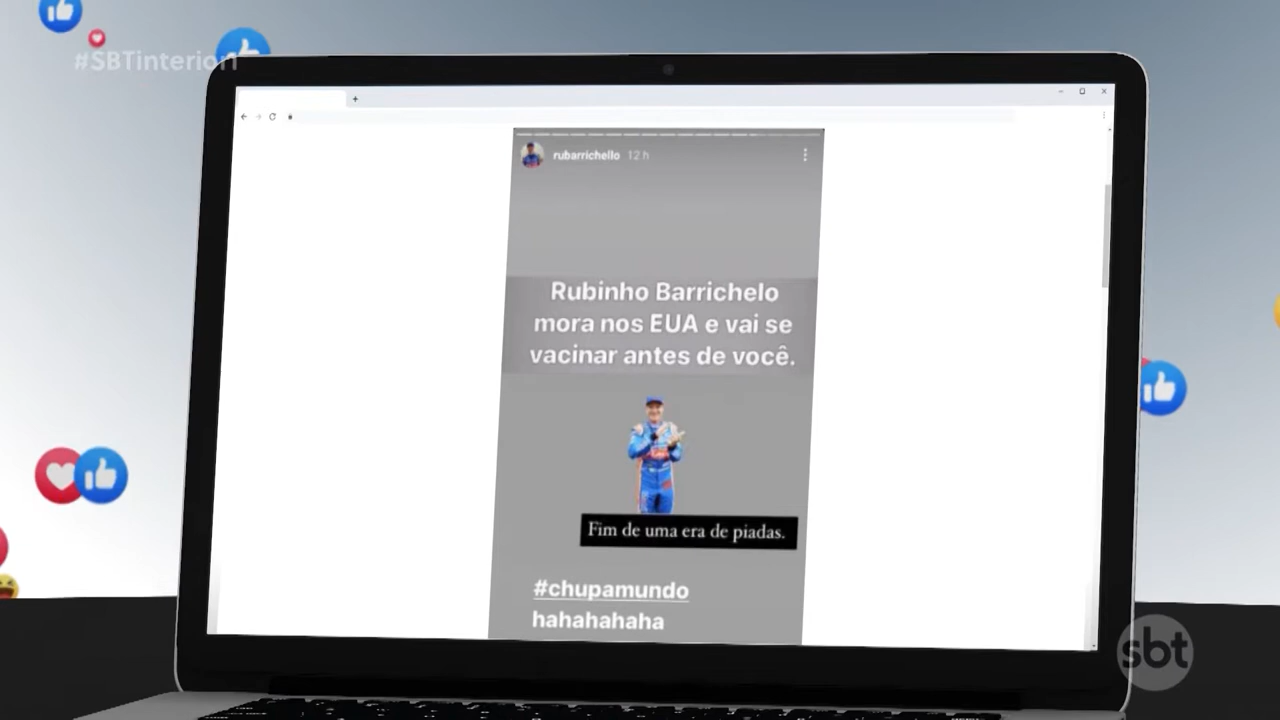 #SBTinterior
rubarrichello 12 h
Rubinho Barrichelo
mora nos EUA e vai se
vacinar antes de você.
Fim de uma era de piadas.
#chupamundo
hahahahaha
sbt